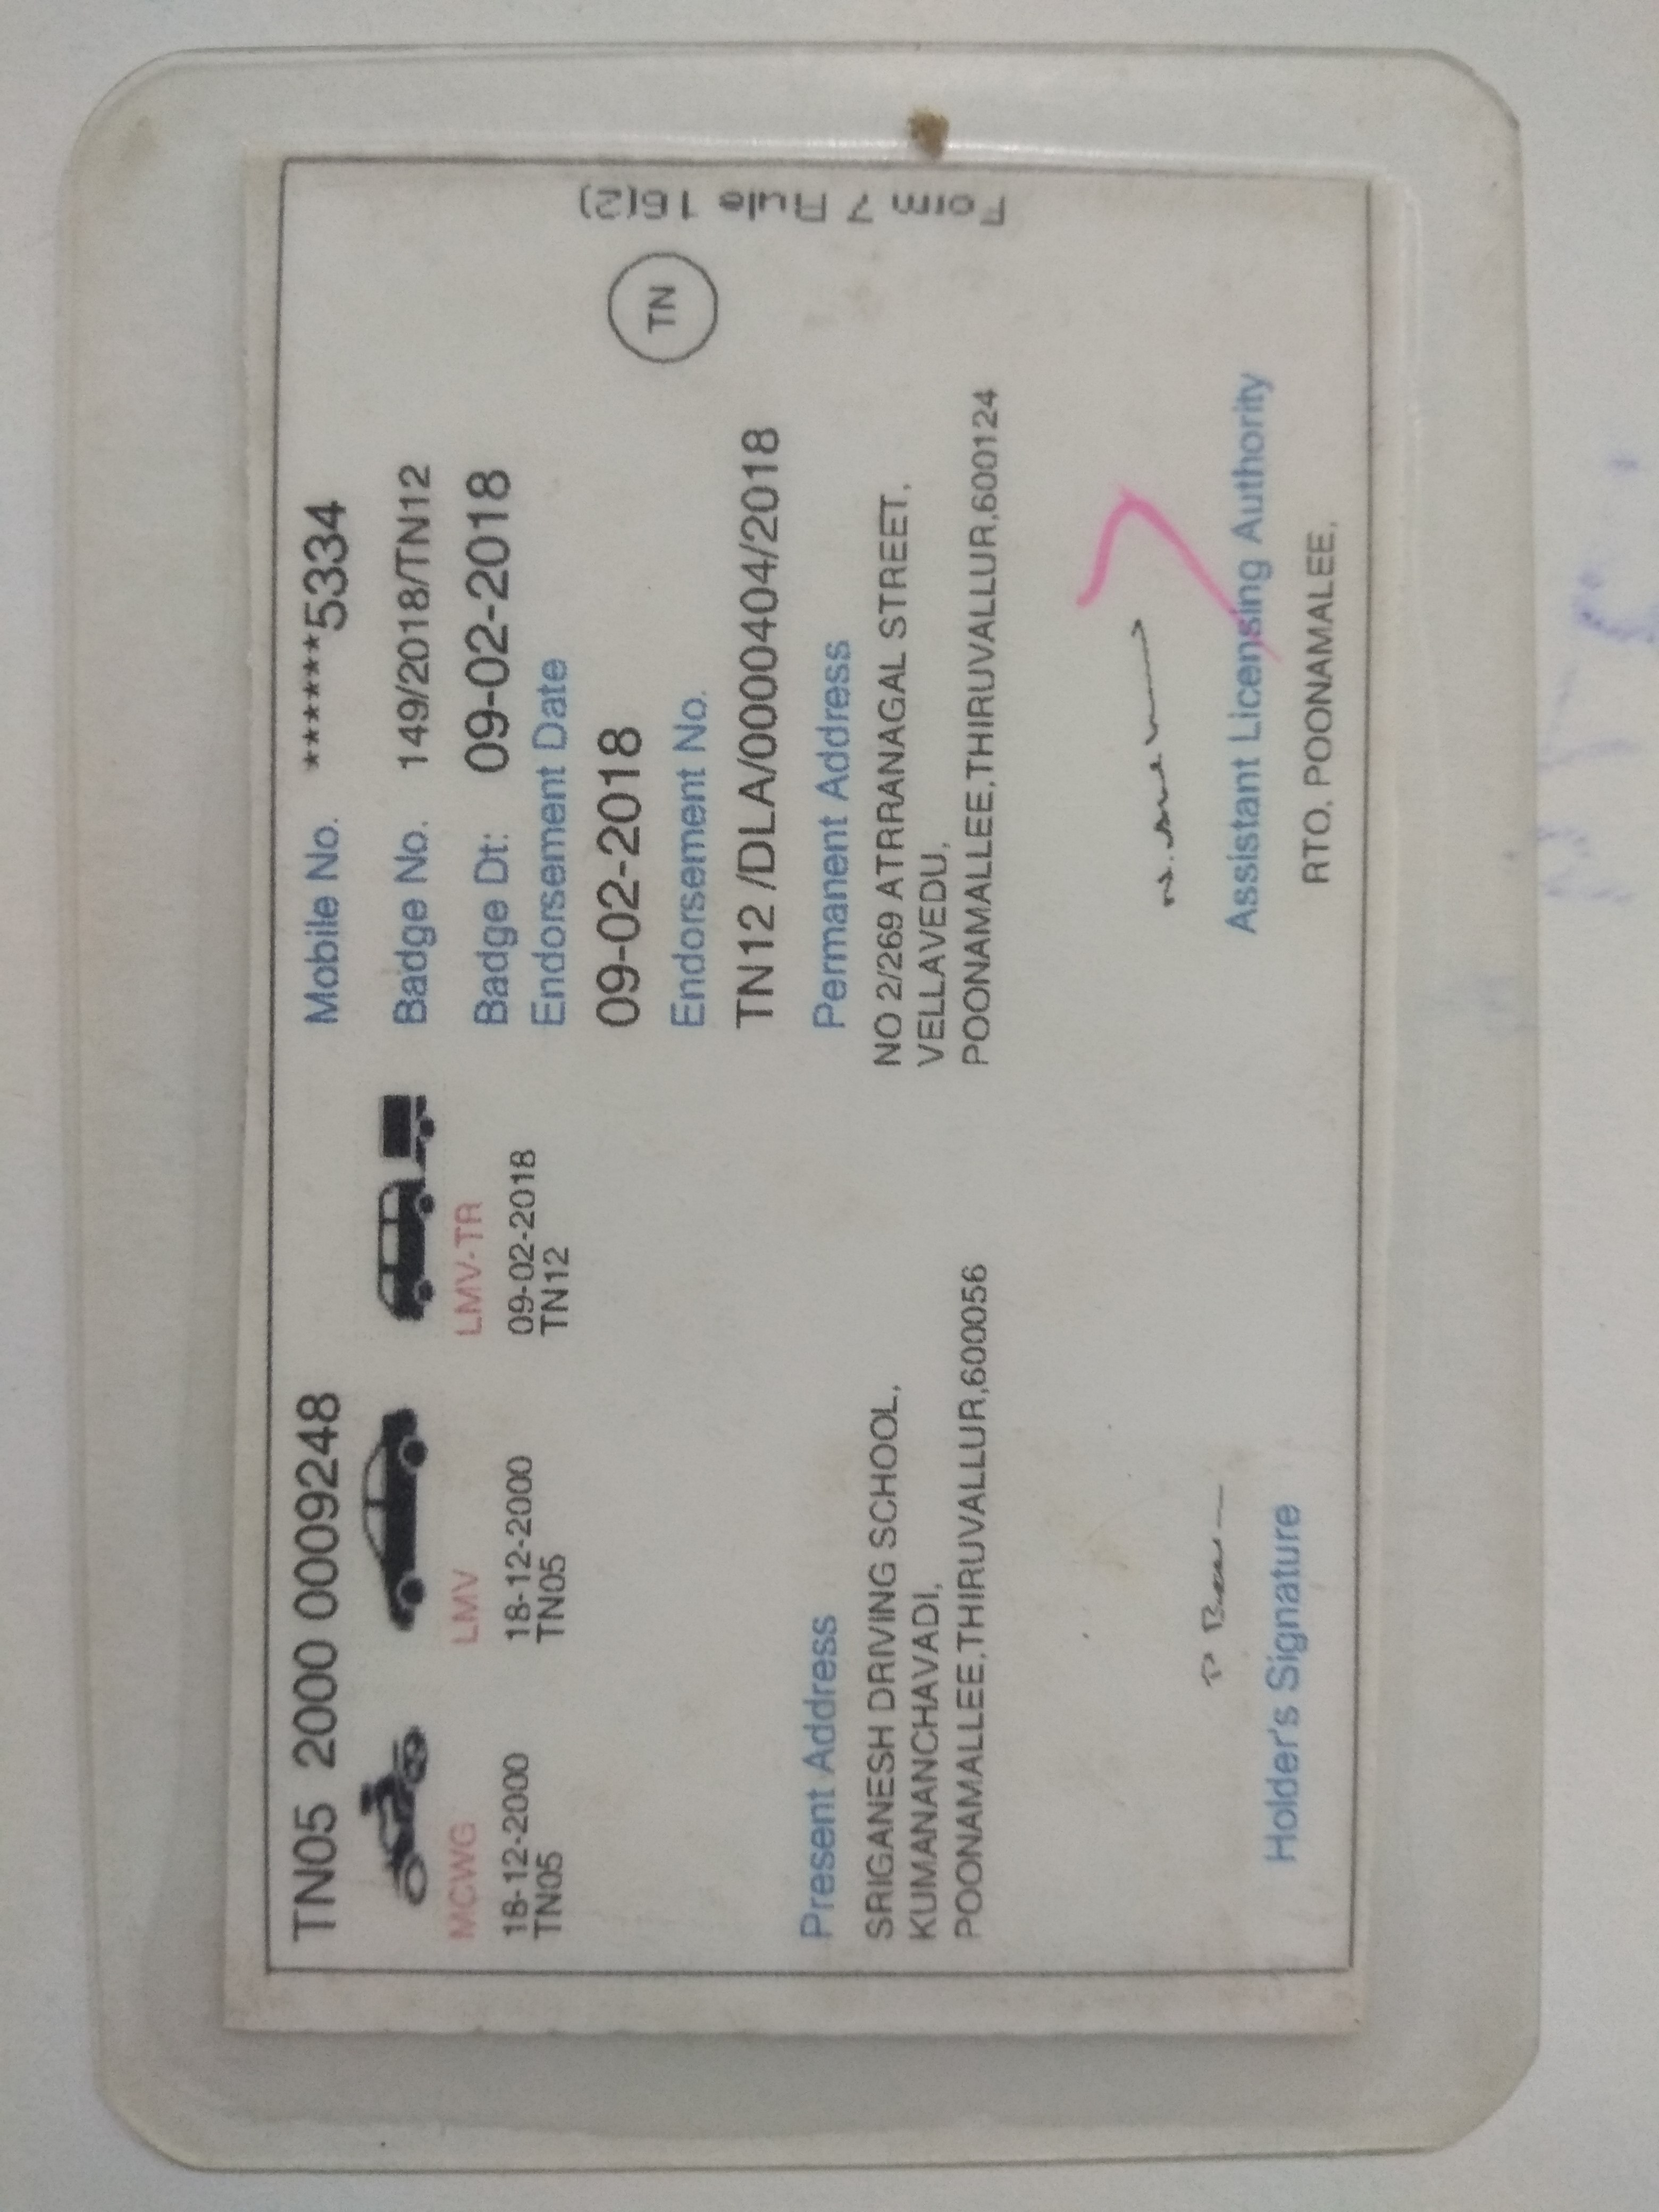 TN05 2000 0009248
MCWG
18-12-2000
TN05
LMV
18-12-2000
TN05
LMV-TR
09-02-2018
TN12
Mobile No. ******5334
Badge No. 149/2018/TN12
Badge Dt: 09-02-2018
Endorsement Date
09-02-2018
Endorsement No.
TN12 /DLA/000404/2018
TN
Form 7 Rule 16(2)
Present Address
SRIGANESH DRIVING SCHOOL,
KUMANANCHAVADI,
POONAMALLEE,THIRUVALLUR,600056
Permanent Address
NO 2/269 ATRRANAGAL STREET,
VELLAVEDU,
POONAMALLEE,THIRUVALLUR,600124
Holder's Signature
Assistant Licensing Authority
RTO, POONAMALEE,